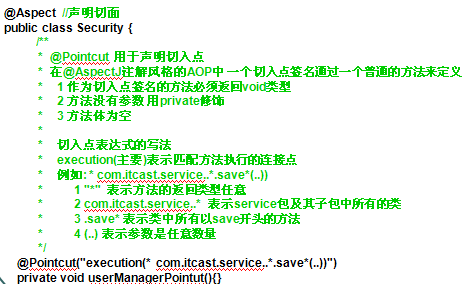 @Aspect //声明切面
public class Security {
/**
* @Pointcut 用于声明切入点
* 在@AspectJ注解风格的AOP中 一个切入点签名通过一个普通的方法来定义
* 1 作为切入点签名的方法必须返回void类型
* 2 方法没有参数 用private修饰
* 3 方法体为空
*
* 切入点表达式的写法
* execution(主要)表示匹配方法执行的连接点
* 例如: * com.itcast.service..*.save*(..))
* 1 "*" 表示方法的返回类型任意
* 2 com.itcast.service..* 表示service包及其子包中所有的类
* 3 .save* 表示类中所有以save开头的方法
* 4 (..) 表示参数是任意数量
*/
@Pointcut("execution(* com.itcast.service..*.save*(..))")
private void userManagerPointut(){}